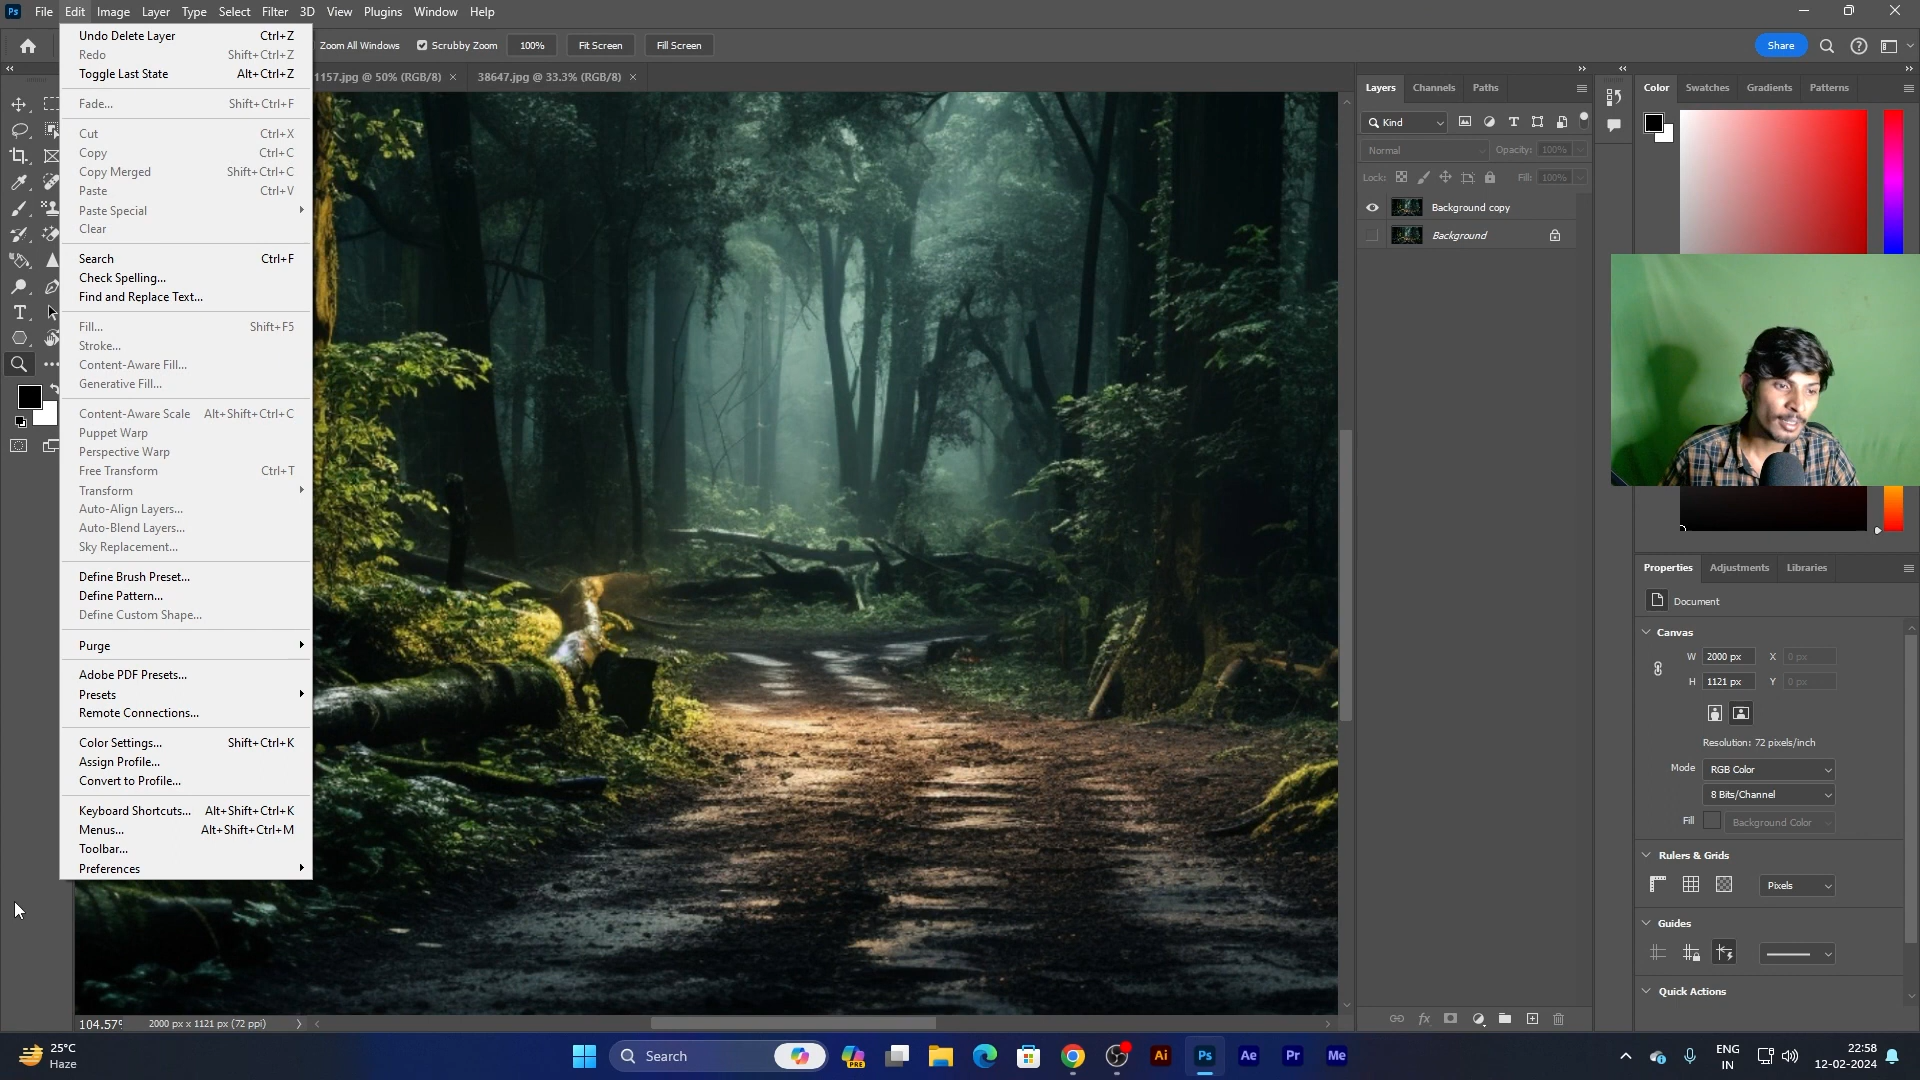 Ps File Edit Image Layer Type Select Filter 3D View Plugins Window Help
Zoom All Windows Scrubby Zoom 100% Fit Screen Fill Screen Share
1157.jpg @ 50% (RGB/8) × 38647.jpg @ 33.3% (RGB/8) ×
Undo Delete Layer Ctrl+Z
Redo Shift+Ctrl+Z
Toggle Last State Alt+Ctrl+Z
Fade... Shift+Ctrl+F
Cut Ctrl+X
Copy Ctrl+C
Copy Merged Shift+Ctrl+C
Paste Ctrl+V
Paste Special
Clear
Search Ctrl+F
Check Spelling...
Find and Replace Text...
Fill... Shift+F5
Stroke...
Content-Aware Fill...
Generative Fill...
Content-Aware Scale Alt+Shift+Ctrl+C
Puppet Warp
Perspective Warp
Free Transform Ctrl+T
Transform
Auto-Align Layers...
Auto-Blend Layers...
Sky Replacement...
Define Brush Preset...
Define Pattern...
Define Custom Shape...
Purge
Adobe PDF Presets...
Presets
Remote Connections...
Color Settings... Shift+Ctrl+K
Assign Profile...
Convert to Profile...
Keyboard Shortcuts... Alt+Shift+Ctrl+K
Menus... Alt+Shift+Ctrl+M
Toolbar...
Preferences
104.57% 2000 px x 1121 px (72 ppi)
Layers Channels Paths
Kind
Normal Opacity: 100%
Lock: Fill: 100%
Background copy
Background
fx
Color Swatches Gradients Patterns
Properties Adjustments Libraries
Document
Canvas
W 2000 px X 0 px
H 1121 px Y 0 px
Resolution: 72 pixels/inch
Mode RGB Color
8 Bits/Channel
Fill Background Color
Rulers & Grids
Pixels
Guides
Quick Actions
25°C
Haze
Search
PRE
Ai Ps Ae Pr Me
ENG
IN
22:58
12-02-2024